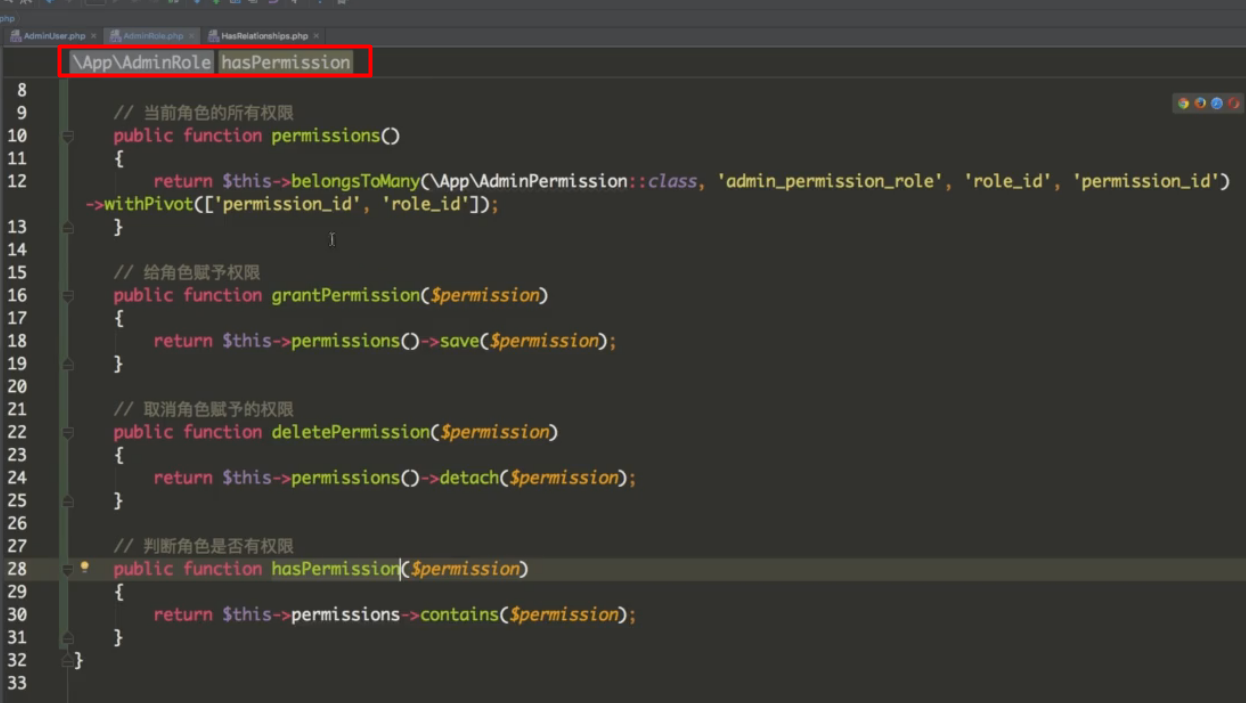 php
AdminUser.php × AdminRole.php × HasRelationships.php ×
\App\AdminRole hasPermission
8
9 // 当前角色的所有权限
10 public function permissions()
11 {
12 return $this->belongsToMany(\App\AdminPermission::class, 'admin_permission_role', 'role_id', 'permission_id')
->withPivot(['permission_id', 'role_id']);
13 }
14
15 // 给角色赋予权限
16 public function grantPermission($permission)
17 {
18 return $this->permissions()->save($permission);
19 }
20
21 // 取消角色赋予的权限
22 public function deletePermission($permission)
23 {
24 return $this->permissions()->detach($permission);
25 }
26
27 // 判断角色是否有权限
28 public function hasPermission($permission)
29 {
30 return $this->permissions->contains($permission);
31 }
32 }
33